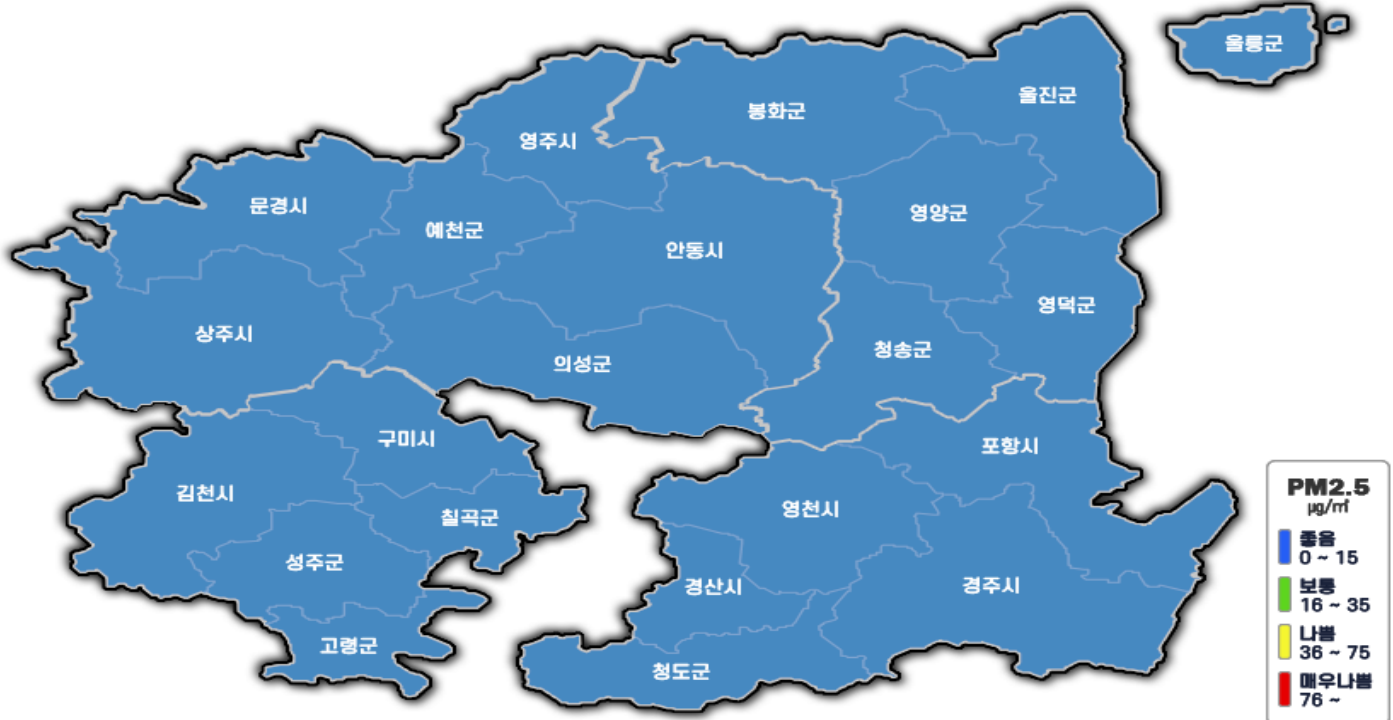 울릉군
울진군
봉화군
영주시
문경시
영양군
예천군
안동시
영덕군
상주시
청송군
의성군
구미시
포항시
김천시
영천시
칠곡군
성주군
경산시
경주시
고령군
청도군
PM2.5
㎍/㎥
좋음
0 ~ 15
보통
16 ~ 35
나쁨
36 ~ 75
매우나쁨
76 ~